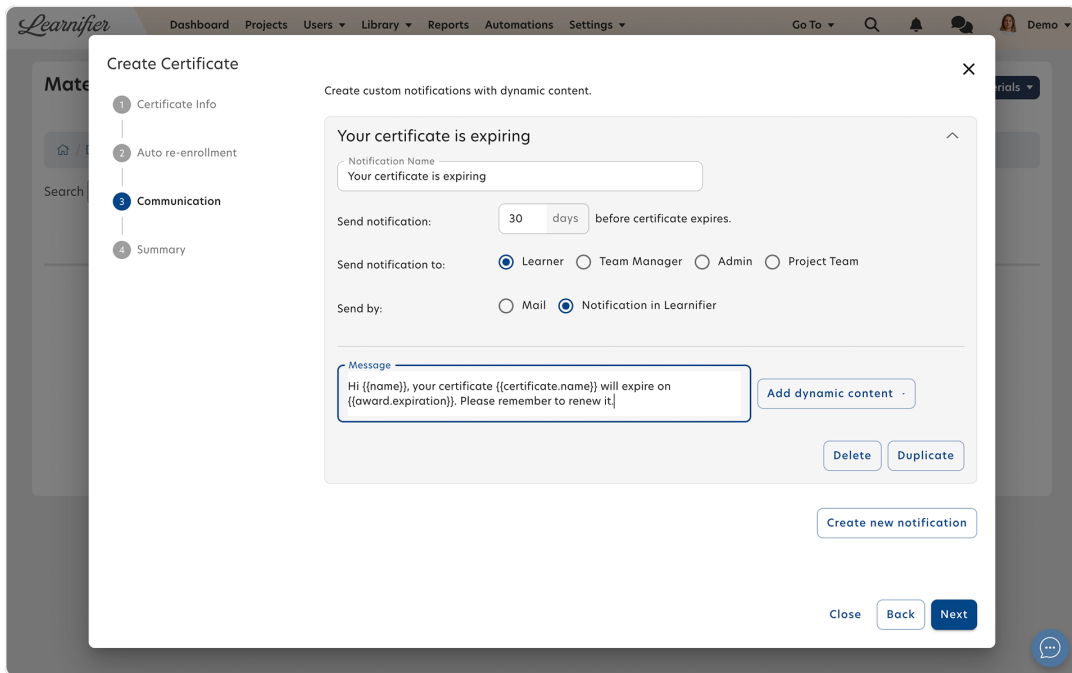 Learnifier
Dashboard Projects Users Library Reports Automations Settings Go To Demo
Mate
rials
Search
Create Certificate
1 Certificate Info
2 Auto re-enrollment
3 Communication
4 Summary
Create custom notifications with dynamic content.
Your certificate is expiring
Notification Name
Your certificate is expiring
Send notification: 30 days before certificate expires.
Send notification to: Learner Team Manager Admin Project Team
Send by: Mail Notification in Learnifier
Message
Hi {{name}}, your certificate {{certificate.name}} will expire on
{{award.expiration}}. Please remember to renew it.
Add dynamic content
Delete Duplicate
Create new notification
Close Back Next